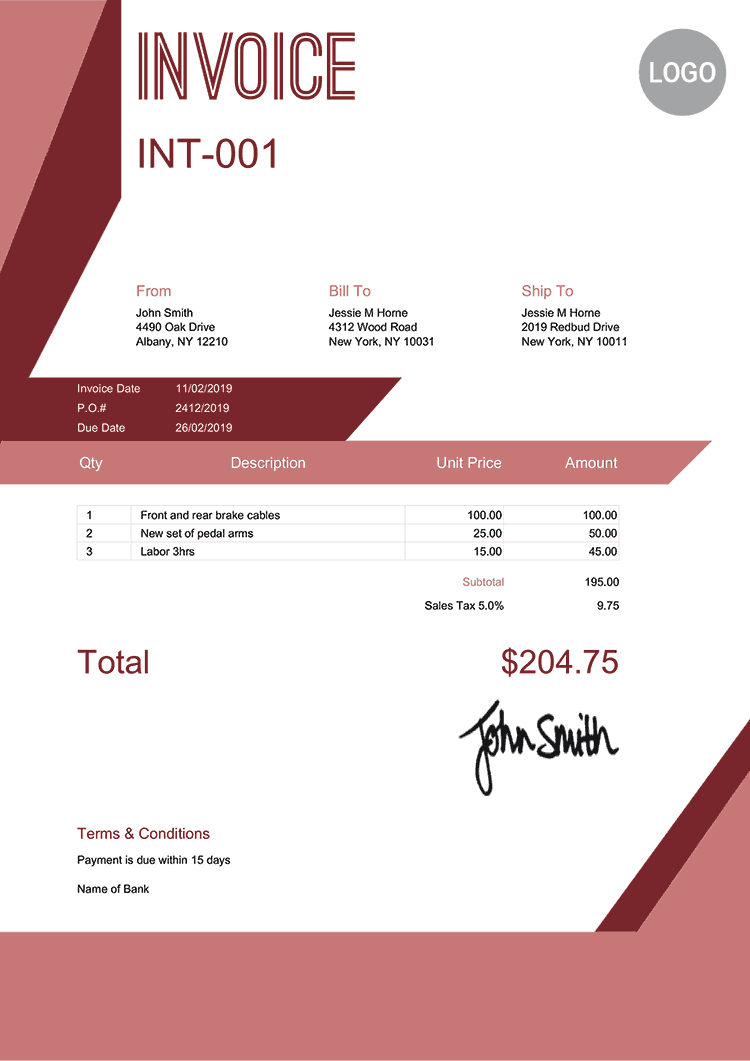 INVOICE
LOGO
INT-001
From
John Smith
4490 Oak Drive
Albany, NY 12210
Bill To
Jessie M Horne
4312 Wood Road
New York, NY 10031
Ship To
Jessie M Horne
2019 Redbud Drive
New York, NY 10011
Invoice Date 11/02/2019
P.O.# 2412/2019
Due Date 26/02/2019
Qty Description Unit Price Amount
1 Front and rear brake cables 100.00 100.00
2 New set of pedal arms 25.00 50.00
3 Labor 3hrs 15.00 45.00
Subtotal 195.00
Sales Tax 5.0% 9.75
Total $204.75
John Smith
Terms & Conditions
Payment is due within 15 days
Name of Bank